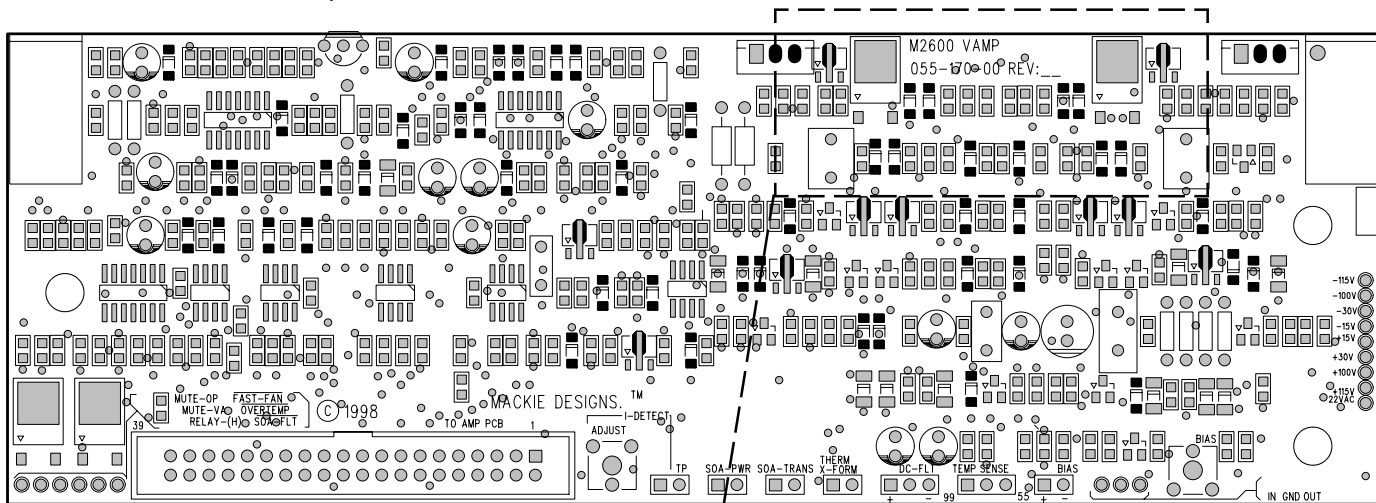 M2600 VAMP
055-170-00 REV:__
-115V
-100V
-30V
-15V
+15V
+30V
+100V
+115V
22VAC
MUTE-OP FAST-FAN
OVERTEMP
RELAY-(H) SOA-FLT
© 1998
MACKIE DESIGNS.™
39
TO AMP PCB 1
I-DETECT
ADJUST
TP
SOA-PWR
SOA-TRANS
THERM
X-FORM
DC-FLT
+ -
TEMP SENSE
99 55
BIAS
+ -
BIAS
IN GND OUT